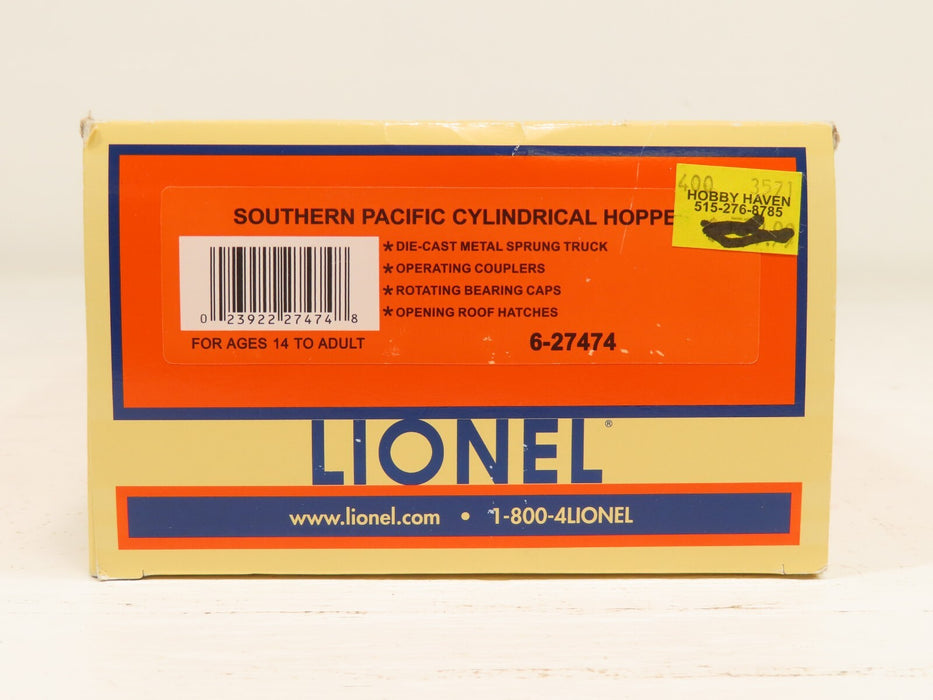 400 3571
HOBBY HAVEN
515-276-8785
SOUTHERN PACIFIC CYLINDRICAL HOPPE
★DIE-CAST METAL SPRUNG TRUCK
★OPERATING COUPLERS
★ROTATING BEARING CAPS
★OPENING ROOF HATCHES
0 23922 27474 8
FOR AGES 14 TO ADULT
6-27474
LIONEL®
www.lionel.com • 1-800-4LIONEL